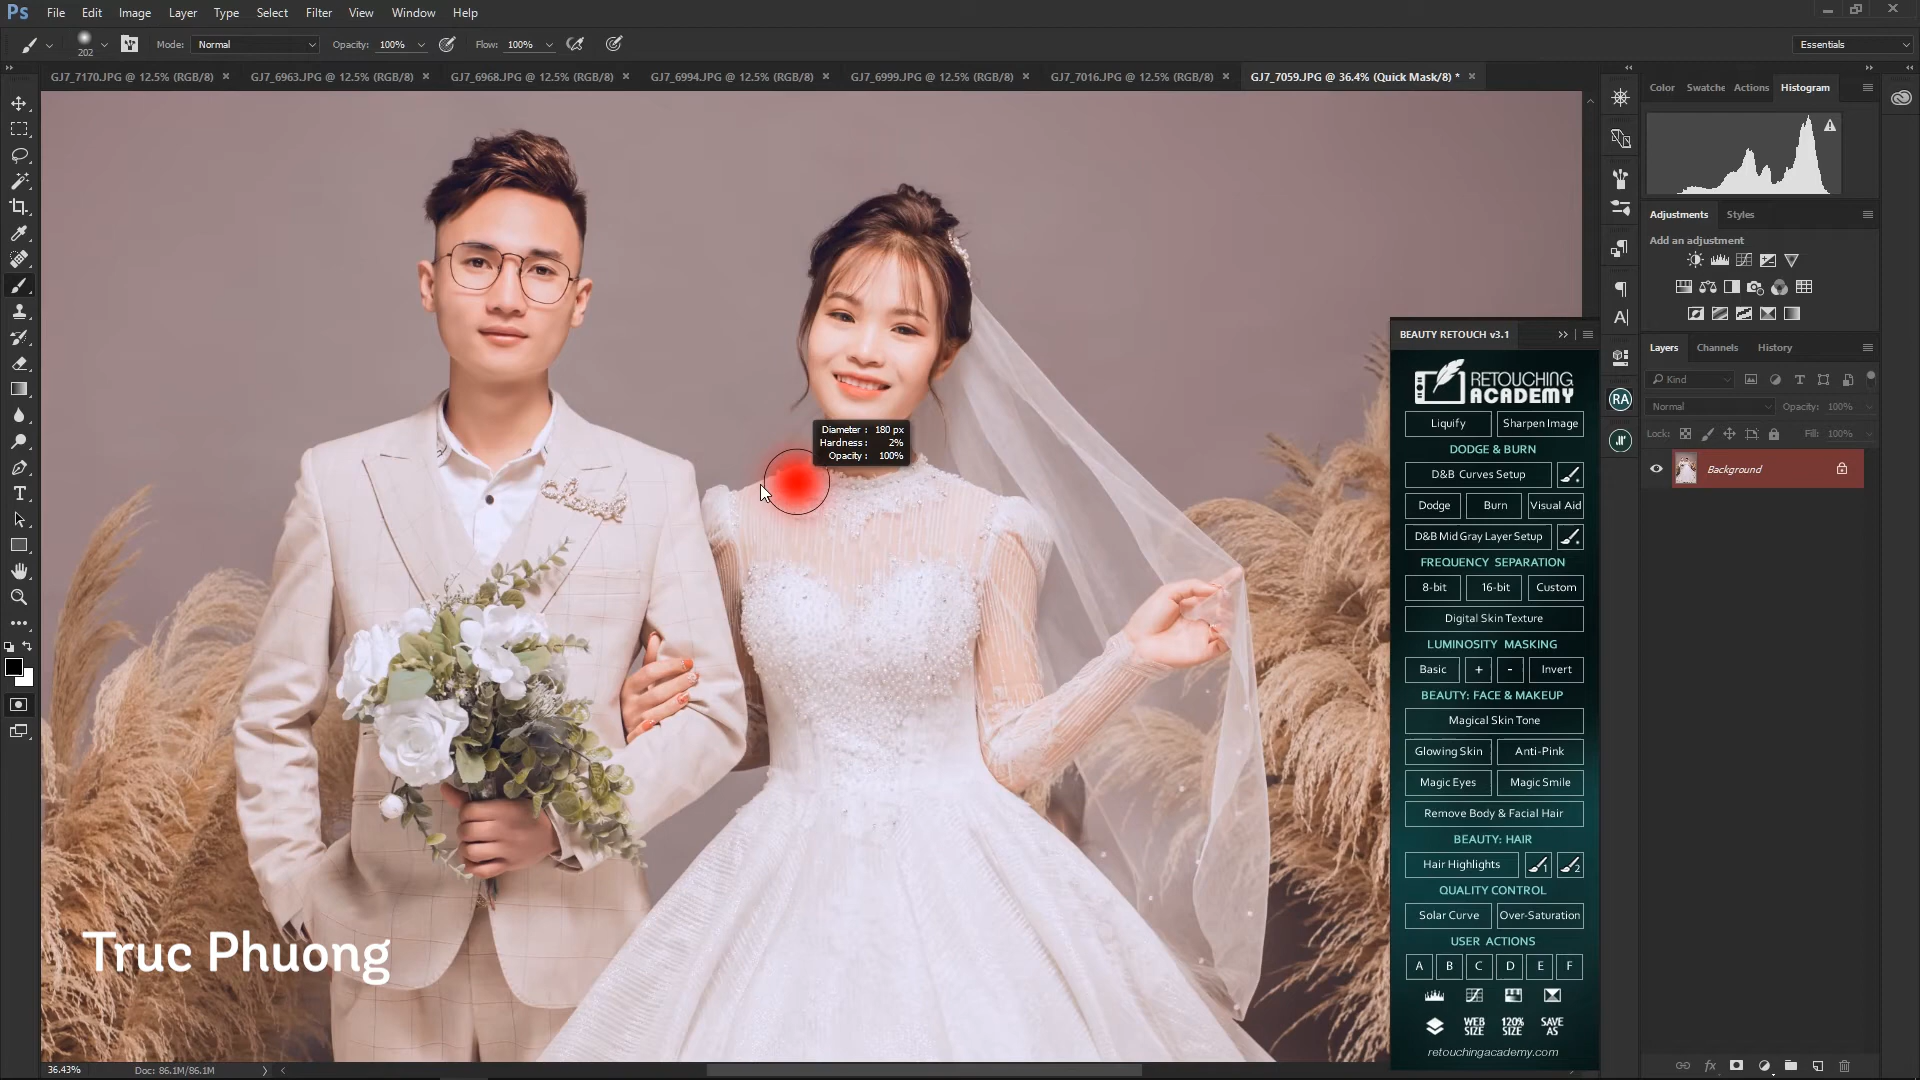 Ps File Edit Image Layer Type Select Filter View Window Help
202 Mode: Normal Opacity: 100% Flow: 100% Essentials
GJ7_7170.JPG @ 12.5% (RGB/8) × GJ7_6963.JPG @ 12.5% (RGB/8) × GJ7_6968.JPG @ 12.5% (RGB/8) × GJ7_6994.JPG @ 12.5% (RGB/8) × GJ7_6999.JPG @ 12.5% (RGB/8) × GJ7_7016.JPG @ 12.5% (RGB/8) × GJ7_7059.JPG @ 36.4% (Quick Mask/8) * ×
Color Swatche Actions Histogram
Adjustments Styles
Add an adjustment
Layers Channels History
Kind
Normal Opacity: 100%
Lock: Fill: 100%
Background
Diameter : 180 px
Hardness : 2%
Opacity : 100%
BEAUTY RETOUCH v3.1
RETOUCHING
ACADEMY
Liquify Sharpen Image
DODGE & BURN
D&B Curves Setup
Dodge Burn Visual Aid
D&B Mid Gray Layer Setup
FREQUENCY SEPARATION
8-bit 16-bit Custom
Digital Skin Texture
LUMINOSITY MASKING
Basic + - Invert
BEAUTY: FACE & MAKEUP
Magical Skin Tone
Glowing Skin Anti-Pink
Magic Eyes Magic Smile
Remove Body & Facial Hair
BEAUTY: HAIR
Hair Highlights 1 2
QUALITY CONTROL
Solar Curve Over-Saturation
USER ACTIONS
A B C D E F
WEB SIZE 120% SIZE SAVE AS
retouchingacademy.com
RA
Truc Phuong
36.43% Doc: 86.1M/86.1M
fx